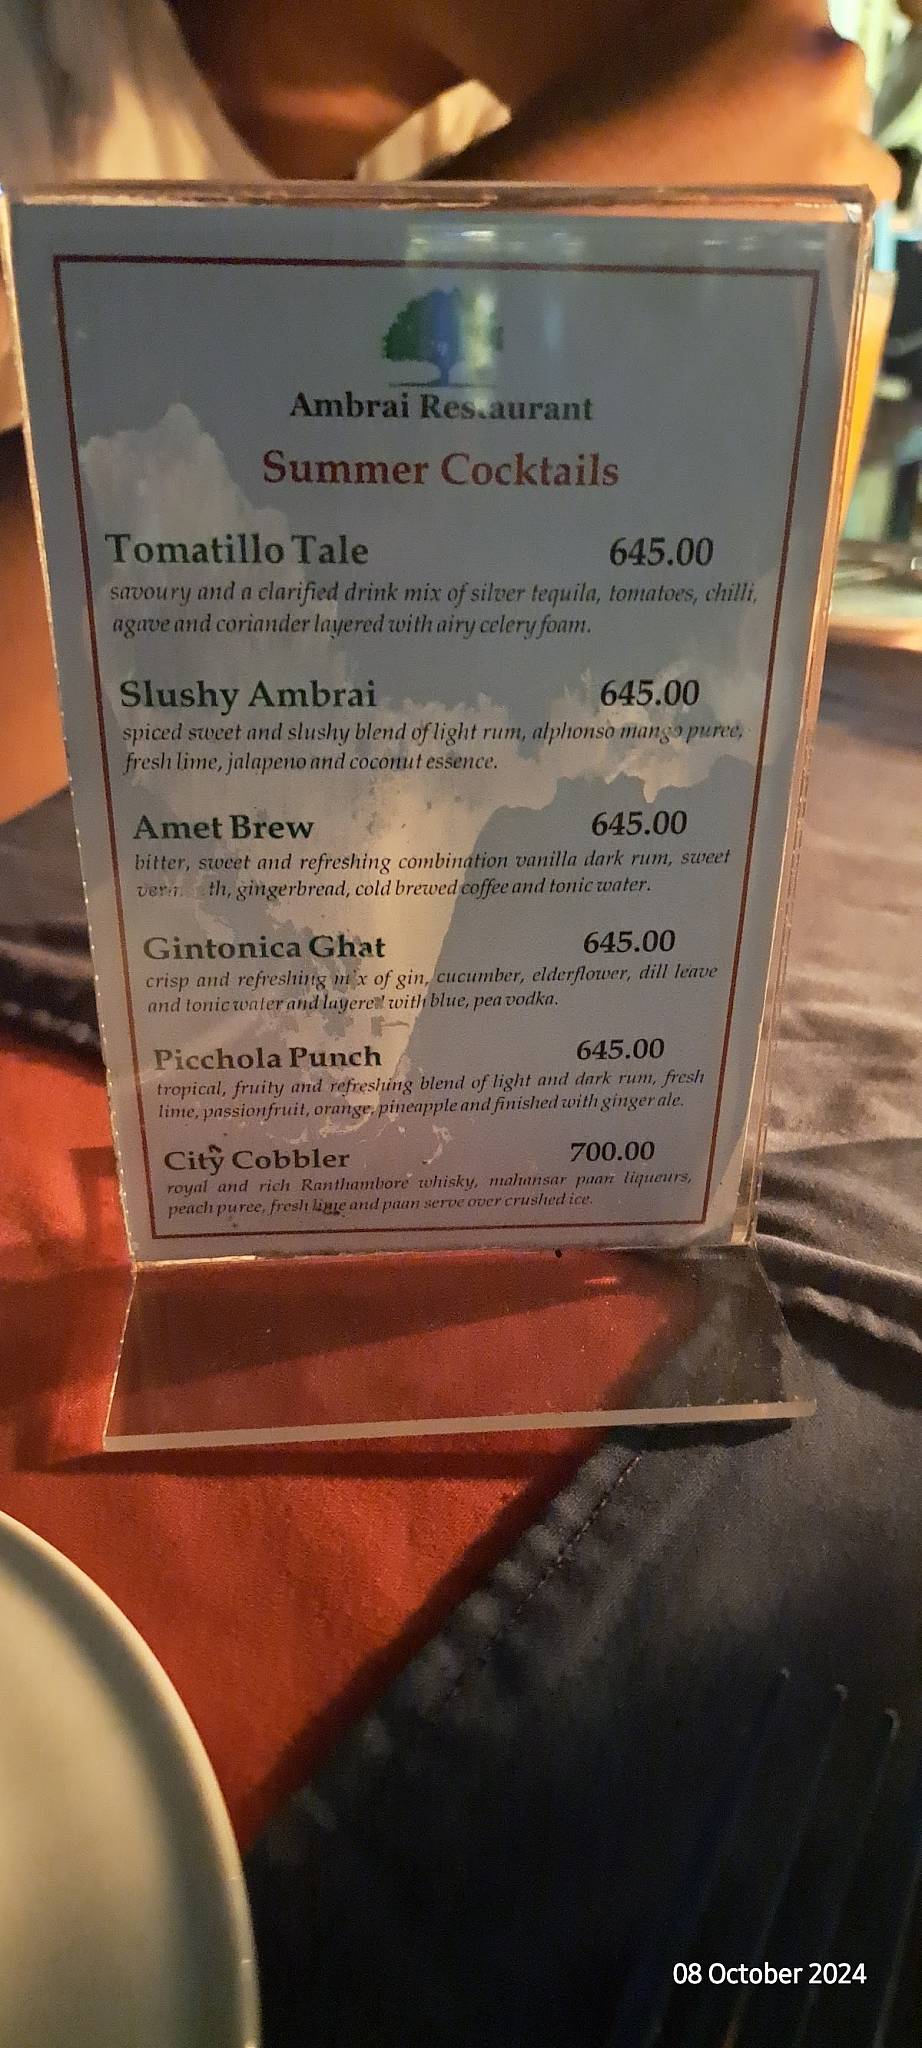 Ambrai Restaurant
Summer Cocktails
Tomatillo Tale 645.00
savoury and a clarified drink mix of silver tequila, tomatoes, chilli,
agave and coriander layered with airy celery foam.
Slushy Ambrai 645.00
spiced sweet and slushy blend of light rum, alphonso mango puree,
fresh lime, jalapeno and coconut essence.
Amet Brew 645.00
bitter, sweet and refreshing combination vanilla dark rum, sweet
th, gingerbread, cold brewed coffee and tonic water.
Gintonica Ghat 645.00
crisp and refreshing mix of gin, cucumber, elderflower, dill leave
and tonic water and layered with blue, pea vodka.
Picchola Punch 645.00
tropical, fruity and refreshing blend of light and dark rum, fresh
lime, passionfruit, orange, pineapple and finished with ginger ale.
City Cobbler 700.00
royal and rich Ranthambore whisky, mahansar paan liqueurs,
peach puree, fresh lime and paan serve over crushed ice.
08 October 2024